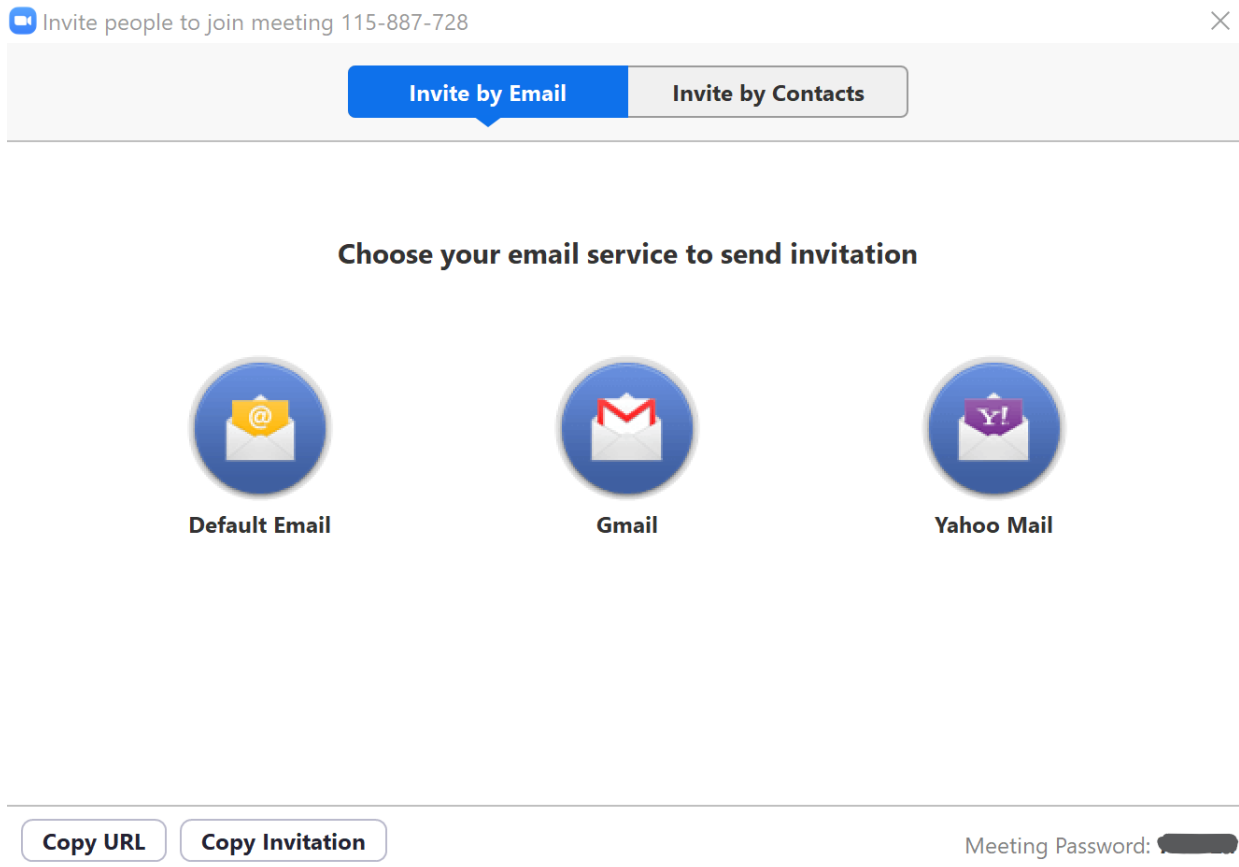 Invite people to join meeting 115-887-728
Invite by Email Invite by Contacts
Choose your email service to send invitation
@ Y!
Default Email Gmail Yahoo Mail
Copy URL Copy Invitation Meeting Password: